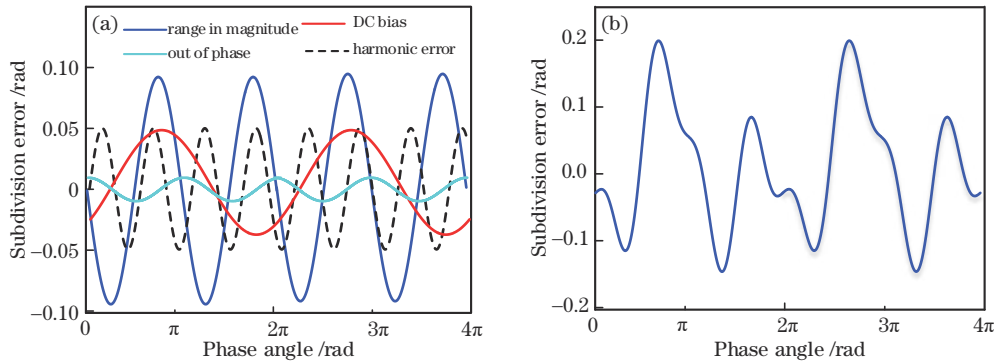 (a)
range in magnitude
DC bias
out of phase
harmonic error
Subdivision error /rad
0.10
0.05
0
−0.05
−0.10
0
π
2π
3π
4π
Phase angle /rad
(b)
Subdivision error /rad
0.2
0.1
0.0
−0.1
−0.2
0
π
2π
3π
4π
Phase angle /rad